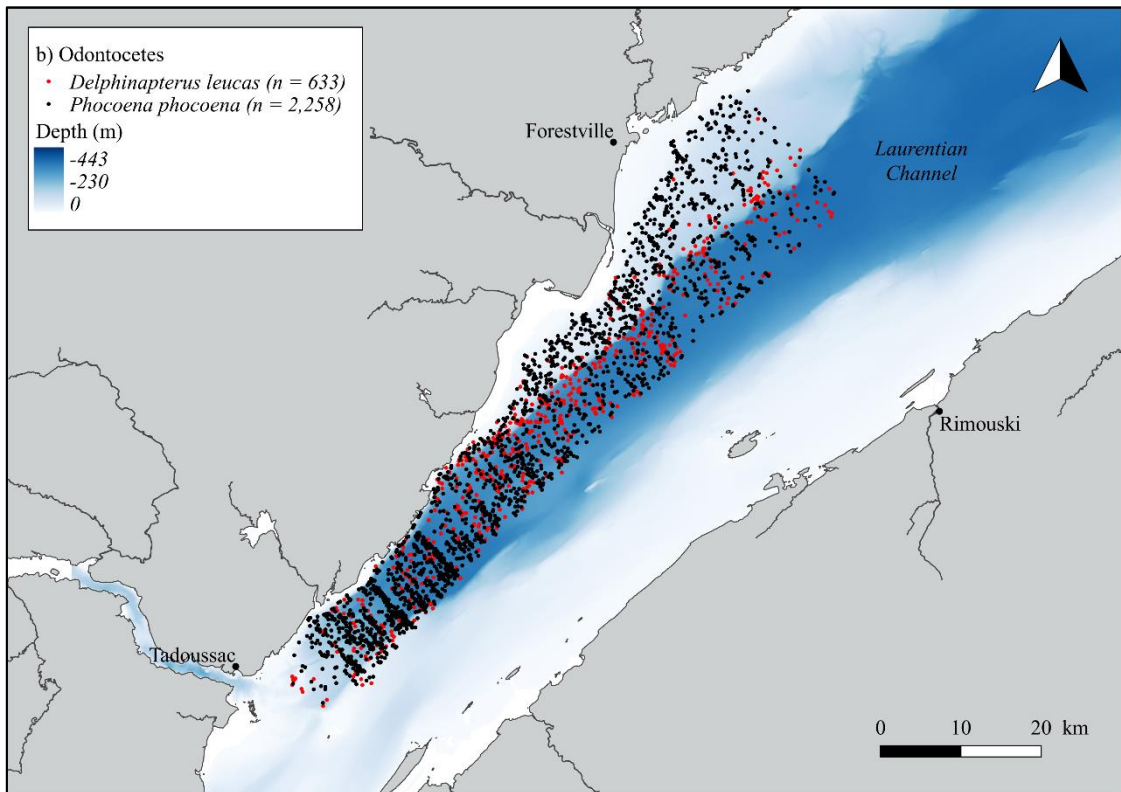 b) Odontocetes
Delphinapterus leucas (n = 633)
Phocoena phocoena (n = 2,258)
Depth (m)
-443
-230
0
Forestville
Laurentian
Channel
Rimouski
Tadoussac
0 10 20 km